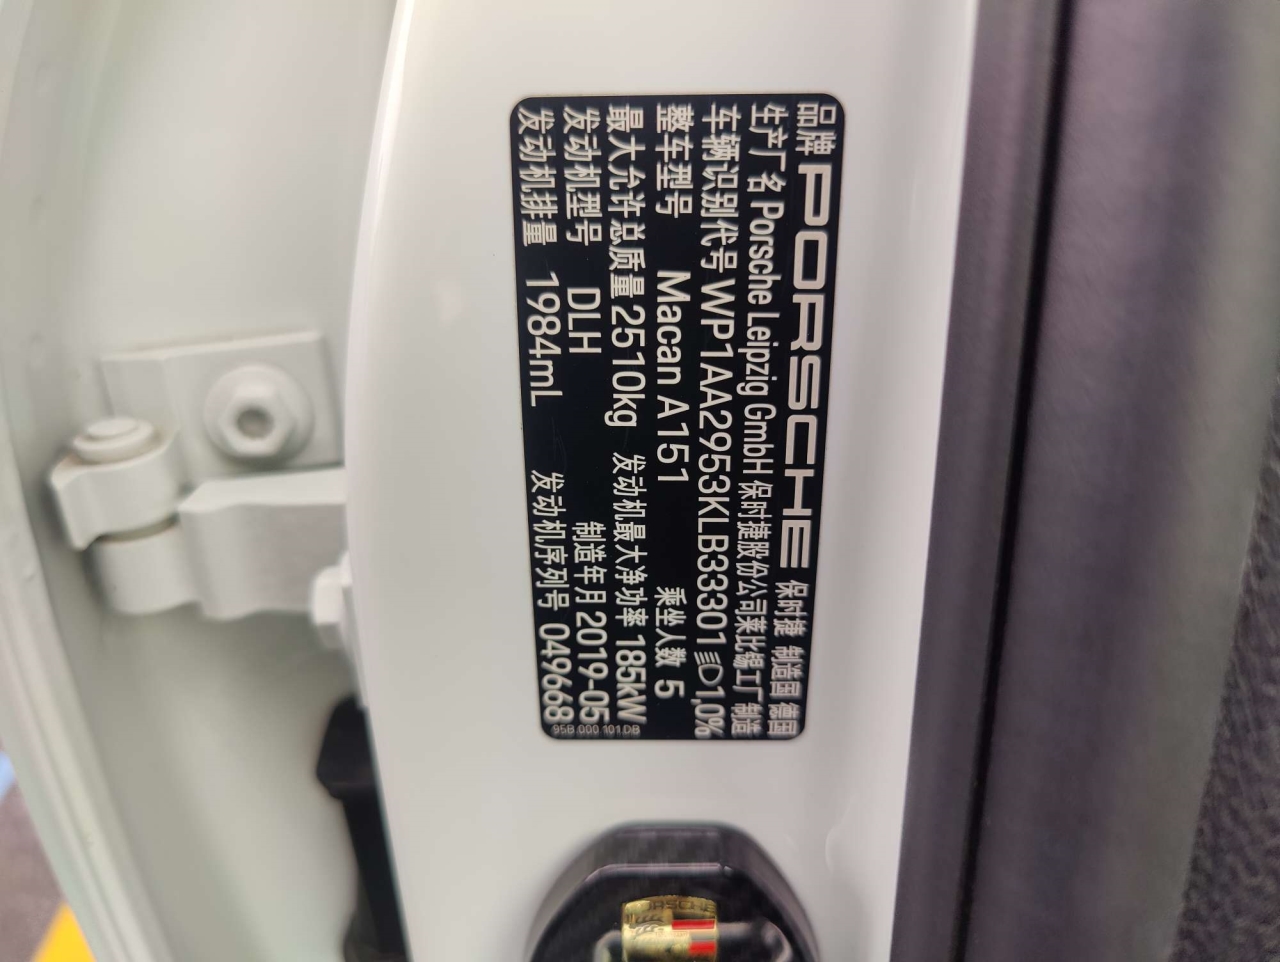 品牌 PORSCHE 保时捷 制造国 德国
生产厂名 Porsche Leipzig GmbH 保时捷股份公司莱比锡工厂制造
车辆识别代号 WP1AA2953KLB33301 1,0%
整车型号 Macan A151 乘坐人数 5
最大允许总质量 2510kg 发动机最大净功率 185kW
发动机型号 DLH 制造年月 2019-05
发动机排量 1984mL 发动机序列号 049668
95B.000.101.DB
PORSCHE